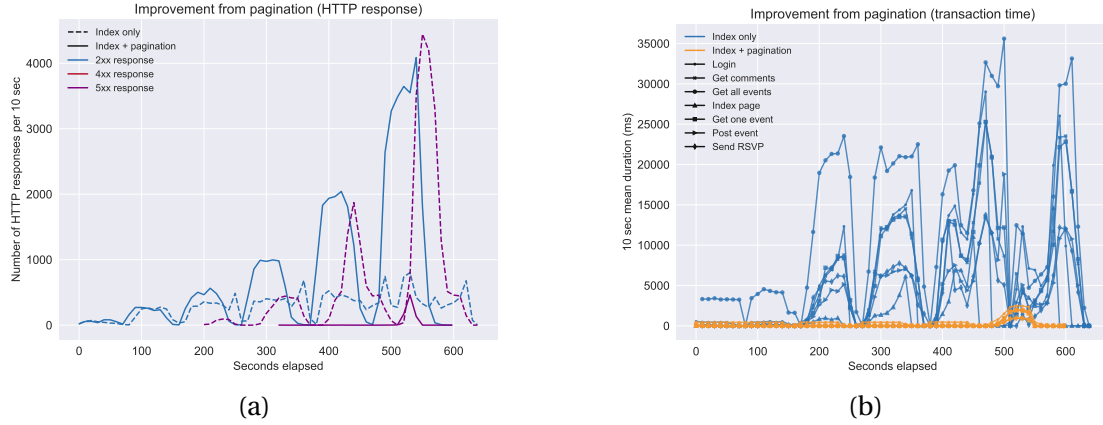 Improvement from pagination (HTTP response)
Number of HTTP responses per 10 sec
4000
3000
2000
1000
0
Index only
Index + pagination
2xx response
4xx response
5xx response
0 100 200 300 400 500 600
Seconds elapsed
(a)
Improvement from pagination (transaction time)
10 sec mean duration (ms)
35000
30000
25000
20000
15000
10000
5000
0
Index only
Index + pagination
Login
Get comments
Get all events
Index page
Get one event
Post event
Send RSVP
0 100 200 300 400 500 600
Seconds elapsed
(b)